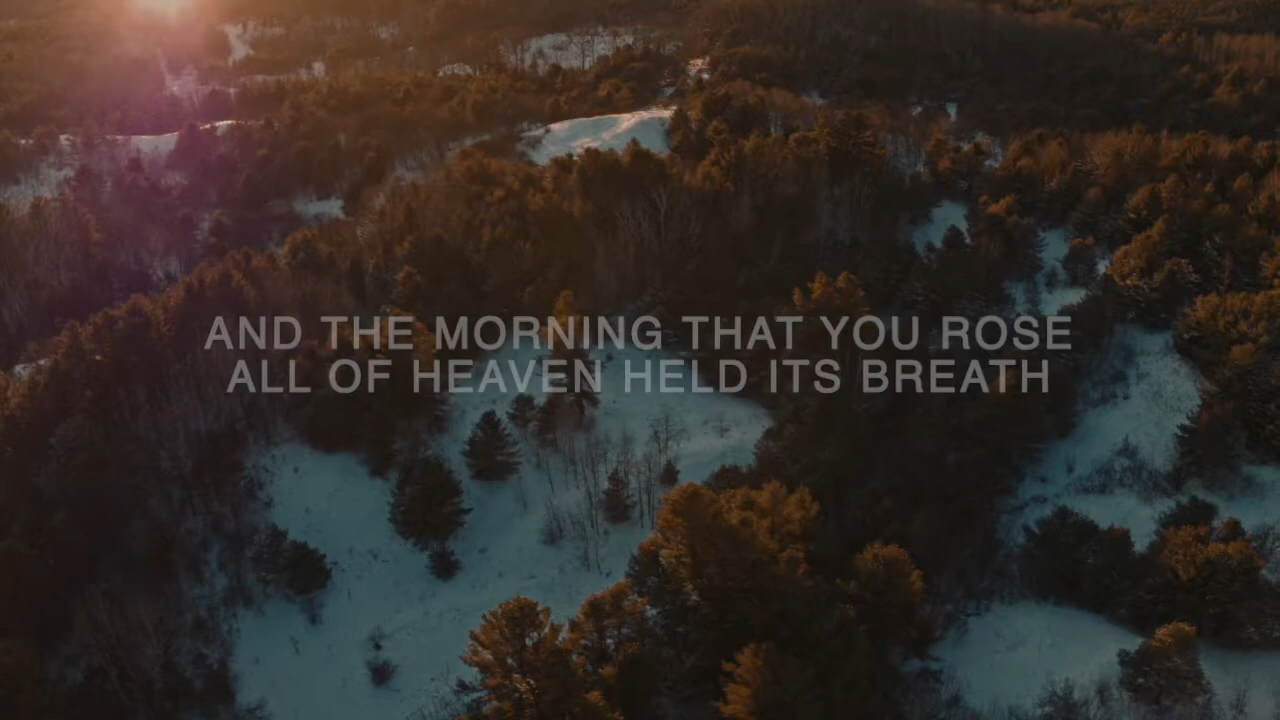 AND THE MORNING THAT YOU ROSE
ALL OF HEAVEN HELD ITS BREATH